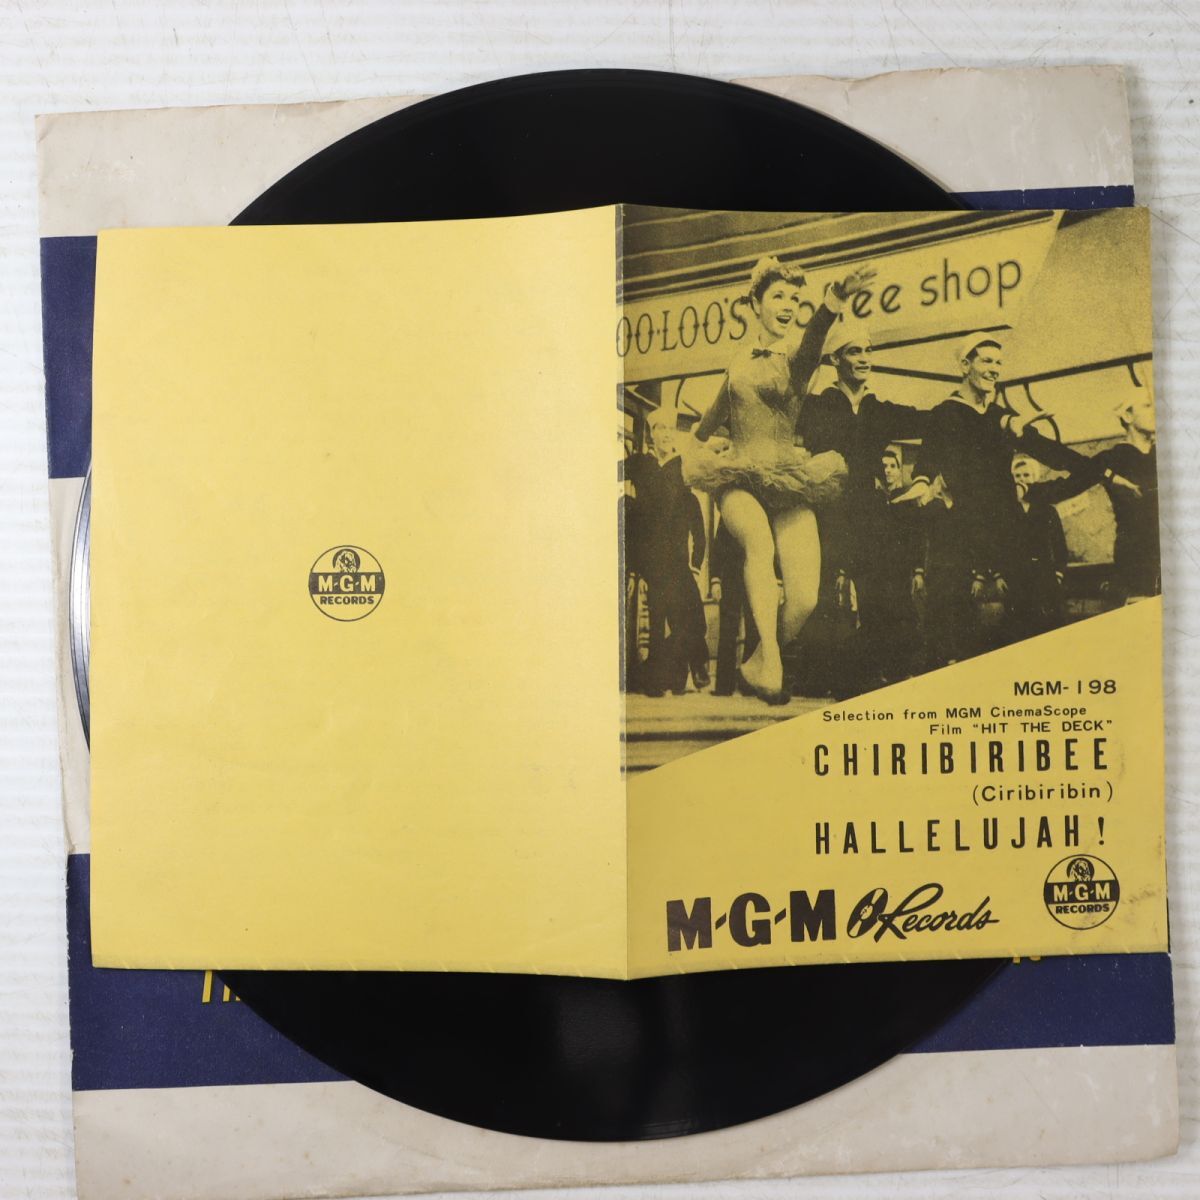 M-G-M
RECORDS
OO-LOO'S coffee shop
MGM-198
Selection from MGM CinemaScope
Film "HIT THE DECK"
CHIRIBIRIBEE
(Ciribiribin)
HALLELUJAH!
M-G-M Records
M-G-M
RECORDS